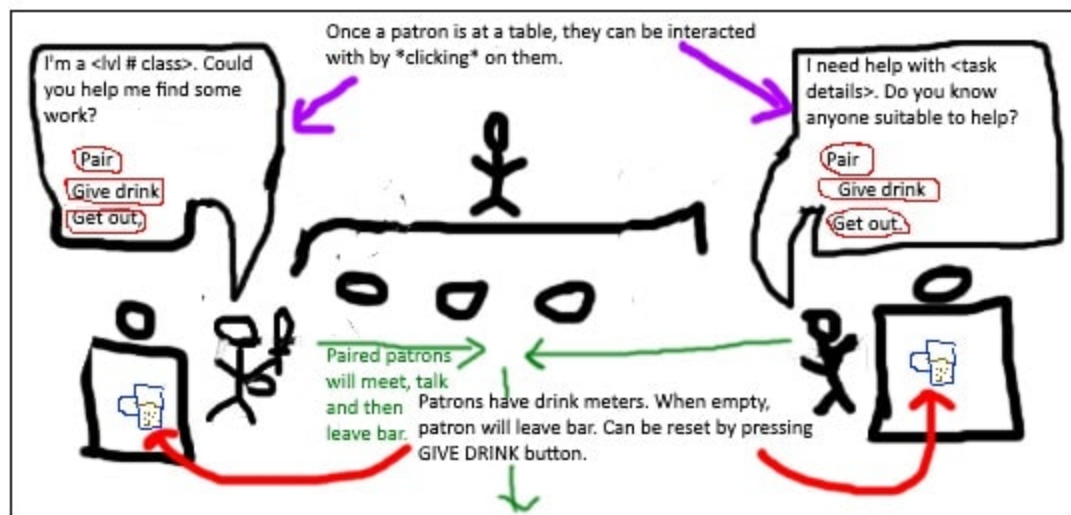 Once a patron is at a table, they can be interacted
with by *clicking* on them.
I'm a <lvl # class>. Could
you help me find some
work?
Pair
Give drink
Get out,
I need help with <task
details>. Do you know
anyone suitable to help?
Pair
Give drink
Get out.
Paired patrons
will meet, talk
and then
leave bar.
Patrons have drink meters. When empty,
patron will leave bar. Can be reset by pressing
GIVE DRINK button.